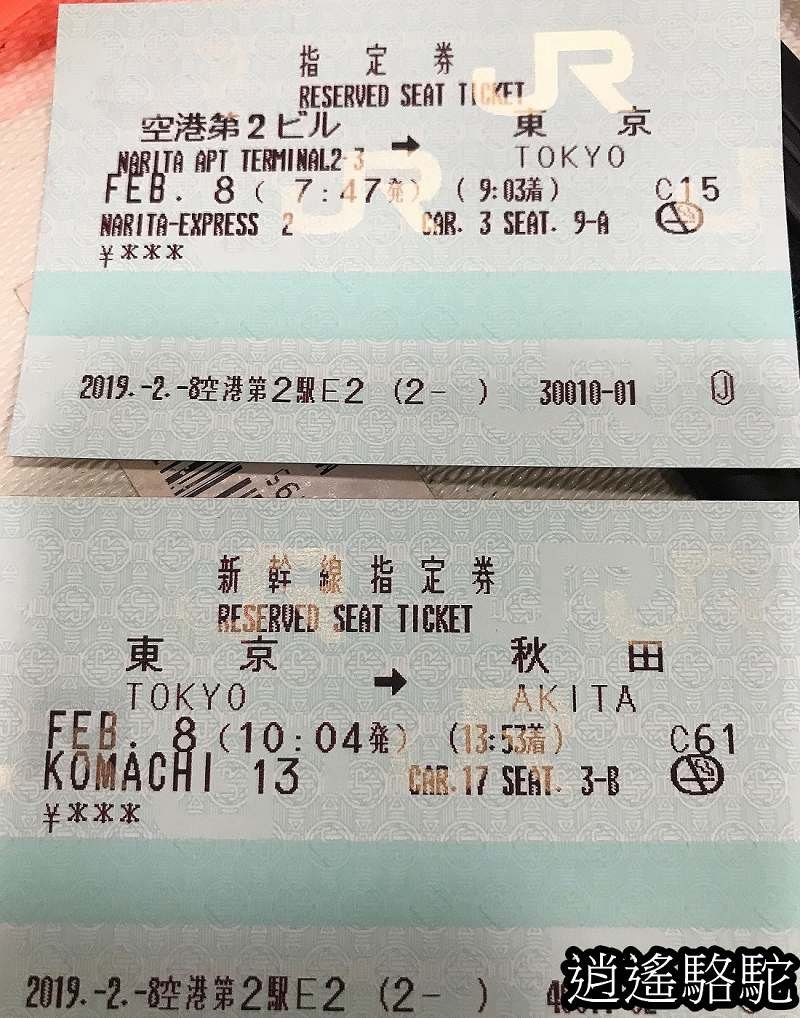 指定券
RESERVED SEAT TICKET
空港第2ビル → 東京
NARITA APT TERMINAL2·3 TOKYO
FEB. 8 ( 7:47発) ( 9:03着) C15
NARITA-EXPRESS 2 CAR. 3 SEAT. 9-A
¥***
2019.-2.-8空港第2駅E2 (2- ) 30010-01 J
JR
新幹線指定券
RESERVED SEAT TICKET
東京 → 秋田
TOKYO AKITA
FEB. 8 (10:04発) (13:53着) C61
KOMACHI 13 CAR.17 SEAT. 3-B
¥***
2019.-2.-8空港第2駅E2 (2- )
逍遙駱駝